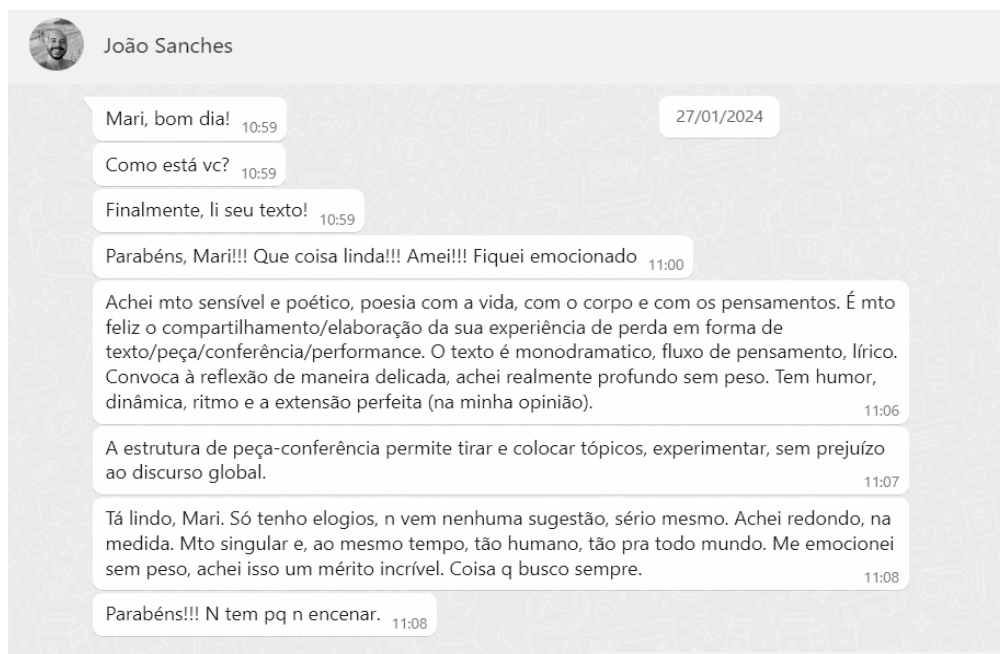 João Sanches
27/01/2024
Mari, bom dia! 10:59
Como está vc? 10:59
Finalmente, li seu texto! 10:59
Parabéns, Mari!!! Que coisa linda!!! Amei!!! Fiquei emocionado 11:00
Achei mto sensível e poético, poesia com a vida, com o corpo e com os pensamentos. É mto
feliz o compartilhamento/elaboração da sua experiência de perda em forma de
texto/peça/conferência/performance. O texto é monodramatico, fluxo de pensamento, lírico.
Convoca à reflexão de maneira delicada, achei realmente profundo sem peso. Tem humor,
dinâmica, ritmo e a extensão perfeita (na minha opinião). 11:06
A estrutura de peça-conferência permite tirar e colocar tópicos, experimentar, sem prejuízo
ao discurso global. 11:07
Tá lindo, Mari. Só tenho elogios, n vem nenhuma sugestão, sério mesmo. Achei redondo, na
medida. Mto singular e, ao mesmo tempo, tão humano, tão pra todo mundo. Me emocionei
sem peso, achei isso um mérito incrível. Coisa q busco sempre. 11:08
Parabéns!!! N tem pq n encenar. 11:08